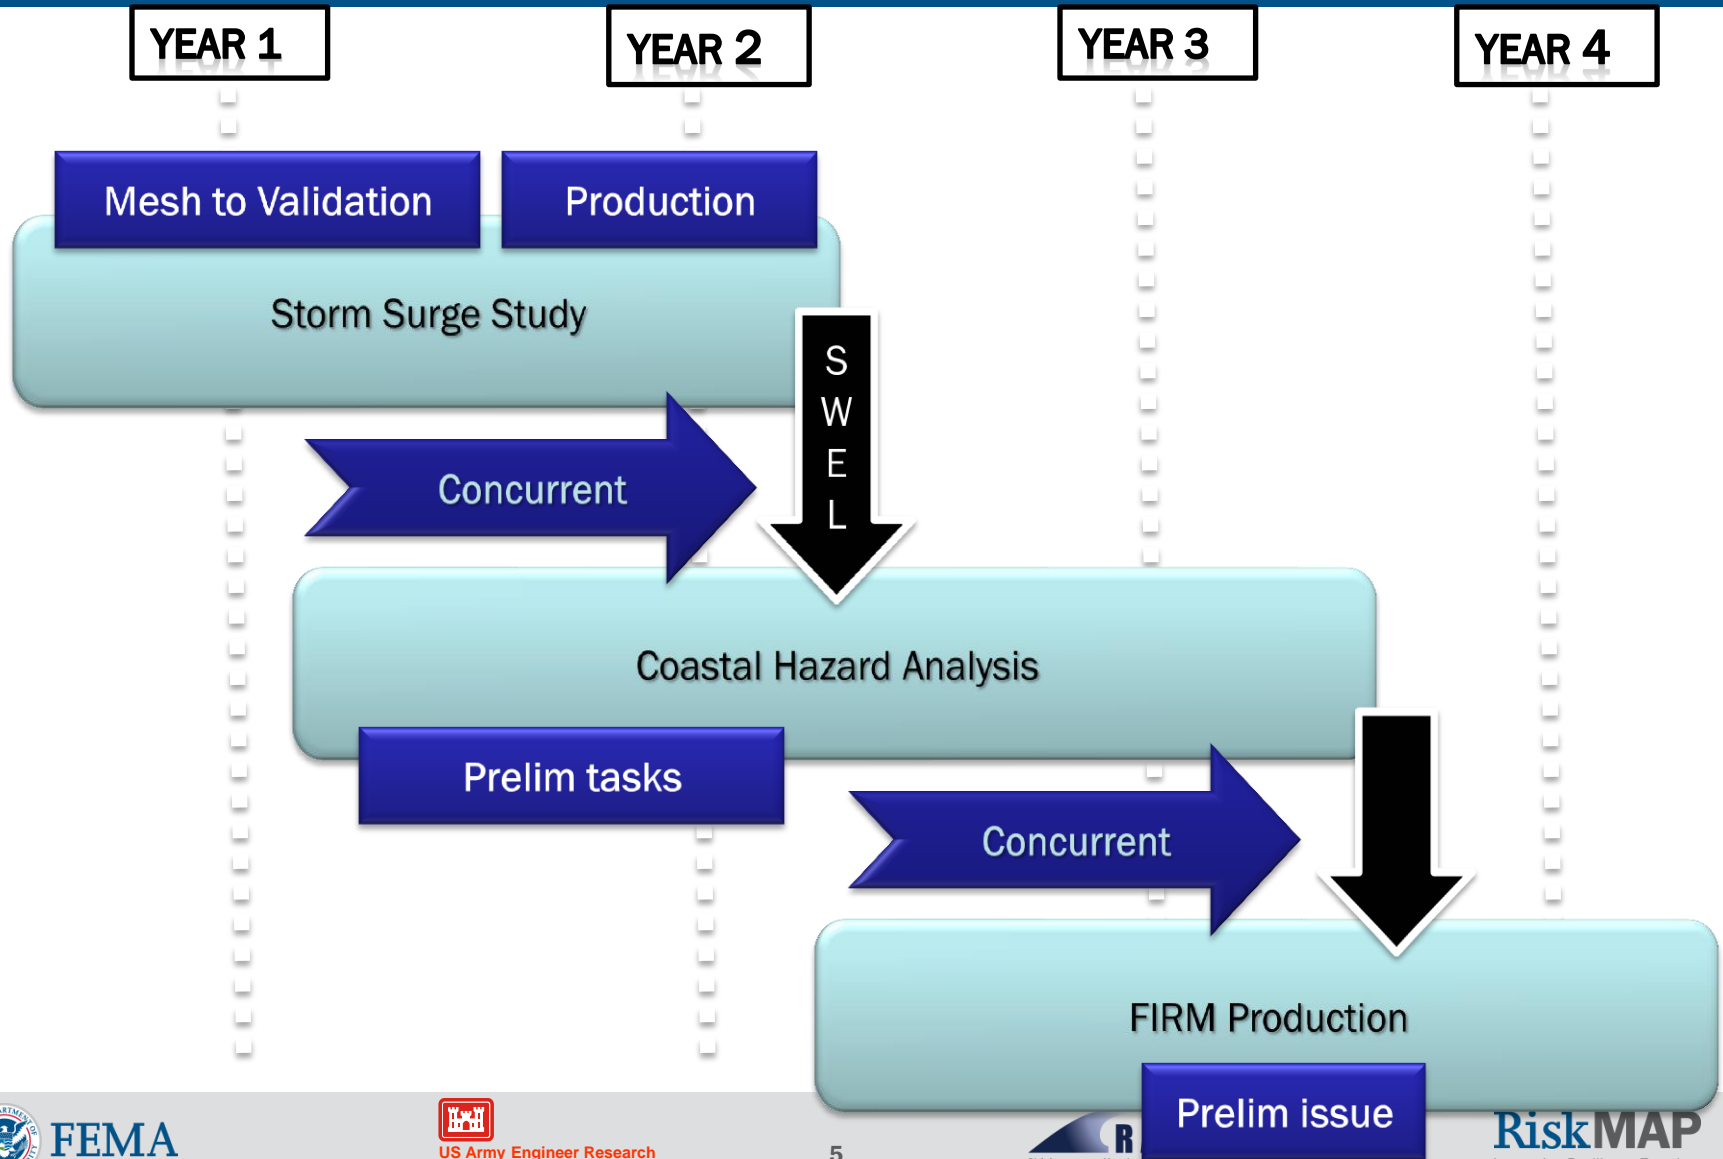 YEAR 1
YEAR 2
YEAR 3
YEAR 4
Mesh to Validation
Production
Storm Surge Study
S
W
E
L
Concurrent
Coastal Hazard Analysis
Prelim tasks
Concurrent
FIRM Production
Prelim issue
FEMA
US Army Engineer Research
5
R
RiskMAP